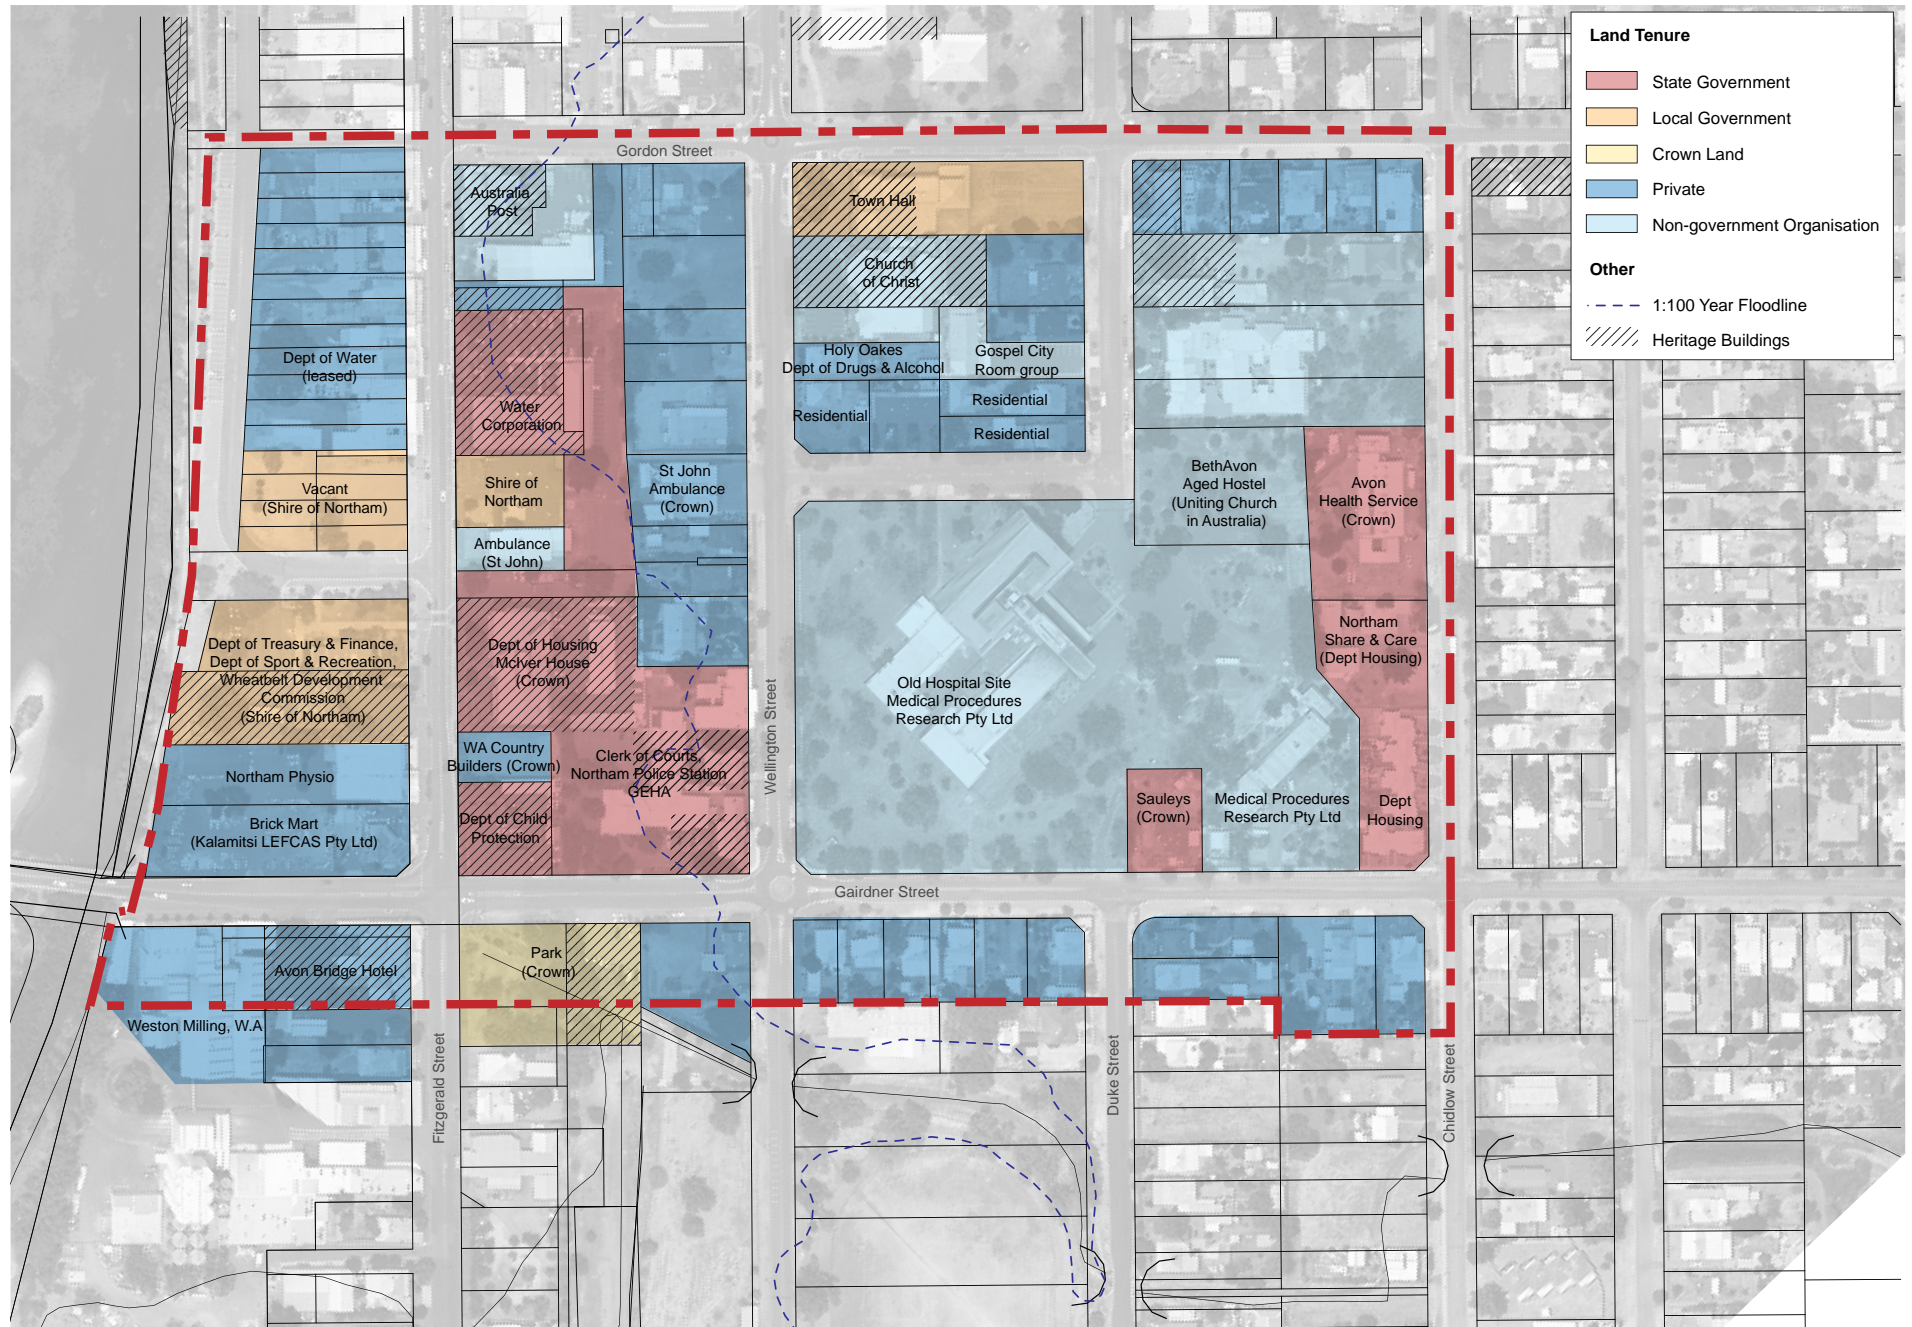 Land Tenure
State Government
Local Government
Crown Land
Private
Non-government Organisation
Other
1:100 Year Floodline
Heritage Buildings
Gordon Street
Australia
Post
Town Hall
Church
of Christ
Dept of Water
(leased)
Holy Oakes
Dept of Drugs & Alcohol
Gospel City
Room group
Residential
Residential
Residential
Water
Corporation
Vacant
(Shire of Northam)
Shire of
Northam
St John
Ambulance
(Crown)
BethAvon
Aged Hostel
(Uniting Church
in Australia)
Avon
Health Service
(Crown)
Ambulance
(St John)
Dept of Treasury & Finance,
Dept of Sport & Recreation,
Wheatbelt Development
Commission
(Shire of Northam)
Dept of Housing
McIver House
(Crown)
Northam
Share & Care
(Dept Housing)
Old Hospital Site
Medical Procedures
Research Pty Ltd
Wellington Street
WA Country
Builders (Crown)
Clerk of Courts,
Northam Police Station
GEHA
Northam Physio
Brick Mart
(Kalamitsi LEFCAS Pty Ltd)
Dept of Child
Protection
Sauleys
(Crown)
Medical Procedures
Research Pty Ltd
Dept
Housing
Gairdner Street
Avon Bridge Hotel
Park
(Crown)
Weston Milling, W.A
Fitzgerald Street
Duke Street
Chidlow Street